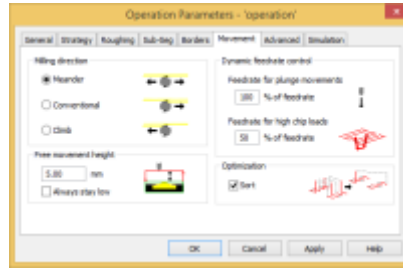 Operation Parameters - 'operation'
General Strategy Roughing Sub-Seg Borders Movement Advanced Simulation
Milling direction
Meander
Conventional
Climb
Free movement height
5.00 mm
Always stay low
Dynamic feedrate control
Feedrate for plunge movements
100 % of feedrate
Feedrate for high chip loads
50 % of feedrate
Optimization
Sort
OK Cancel Apply Help